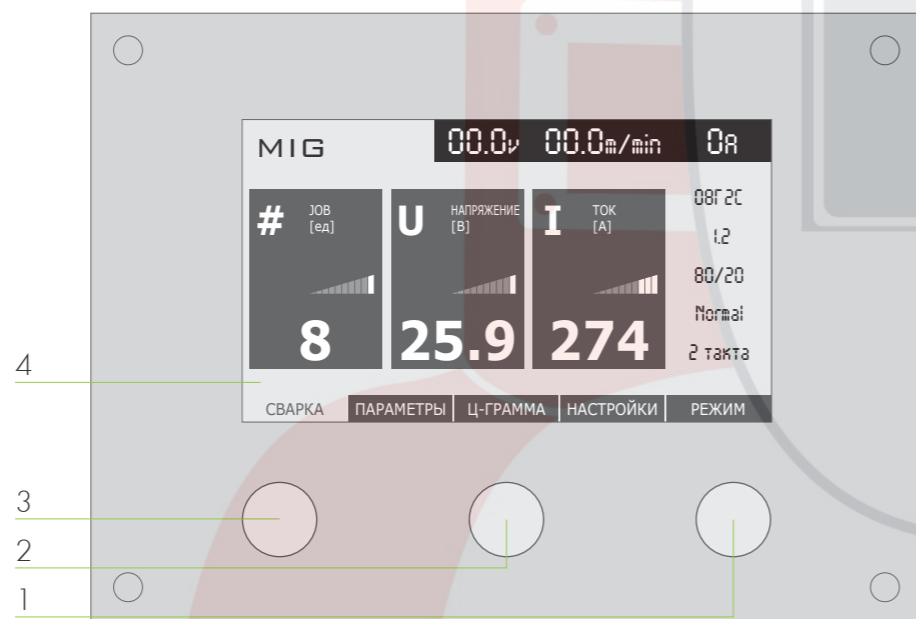 MIG 00.0v 00.0m/min 0A
# JOB [ед] 8
U НАПРЯЖЕНИЕ [В] 25.9
I ТОК [А] 274
08Г2С
1.2
80/20
Normal
2 такта
СВАРКА ПАРАМЕТРЫ Ц-ГРАММА НАСТРОЙКИ РЕЖИМ
4
3
2
1